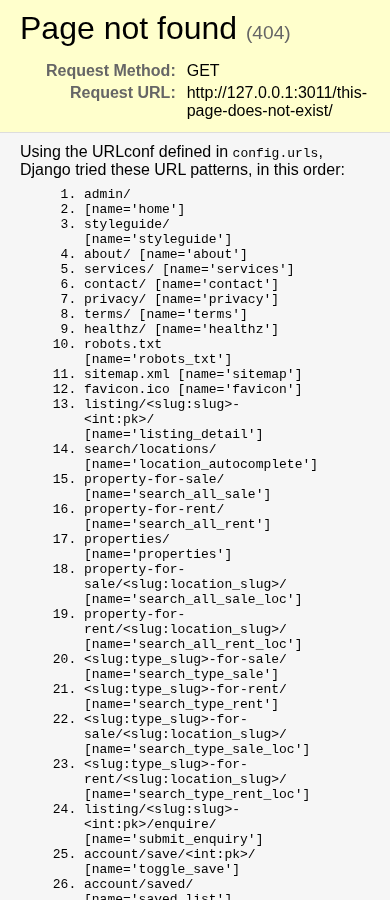 Page not found (404)
Request Method: GET
Request URL: http://127.0.0.1:3011/this-
page-does-not-exist/
Using the URLconf defined in config.urls,
Django tried these URL patterns, in this order:
1. admin/
2. [name='home']
3. styleguide/
[name='styleguide']
4. about/ [name='about']
5. services/ [name='services']
6. contact/ [name='contact']
7. privacy/ [name='privacy']
8. terms/ [name='terms']
9. healthz/ [name='healthz']
10. robots.txt
[name='robots_txt']
11. sitemap.xml [name='sitemap']
12. favicon.ico [name='favicon']
13. listing/<slug:slug>-
<int:pk>/
[name='listing_detail']
14. search/locations/
[name='location_autocomplete']
15. property-for-sale/
[name='search_all_sale']
16. property-for-rent/
[name='search_all_rent']
17. properties/
[name='properties']
18. property-for-
sale/<slug:location_slug>/
[name='search_all_sale_loc']
19. property-for-
rent/<slug:location_slug>/
[name='search_all_rent_loc']
20. <slug:type_slug>-for-sale/
[name='search_type_sale']
21. <slug:type_slug>-for-rent/
[name='search_type_rent']
22. <slug:type_slug>-for-
sale/<slug:location_slug>/
[name='search_type_sale_loc']
23. <slug:type_slug>-for-
rent/<slug:location_slug>/
[name='search_type_rent_loc']
24. listing/<slug:slug>-
<int:pk>/enquire/
[name='submit_enquiry']
25. account/save/<int:pk>/
[name='toggle_save']
26. account/saved/
[name='saved_list']